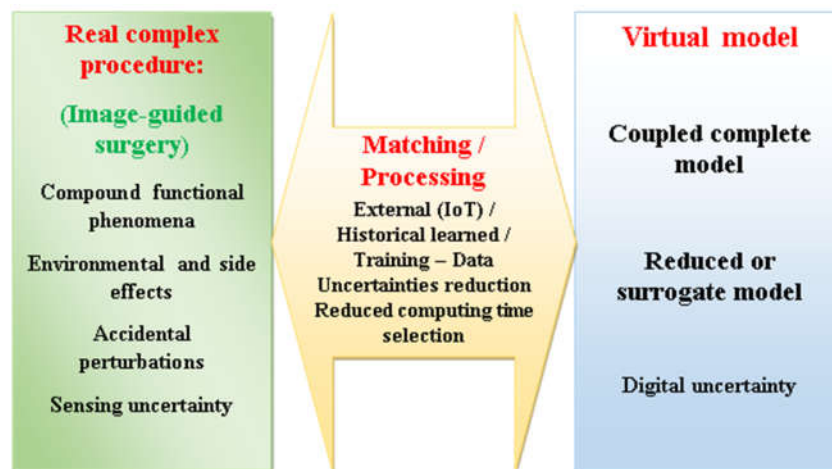 Real complex
procedure:
(Image-guided
surgery)
Compound functional
phenomena
Environmental and side
effects
Accidental
perturbations
Sensing uncertainty
Matching /
Processing
External (IoT) /
Historical learned /
Training – Data
Uncertainties reduction
Reduced computing time
selection
Virtual model
Coupled complete
model
Reduced or
surrogate model
Digital uncertainty